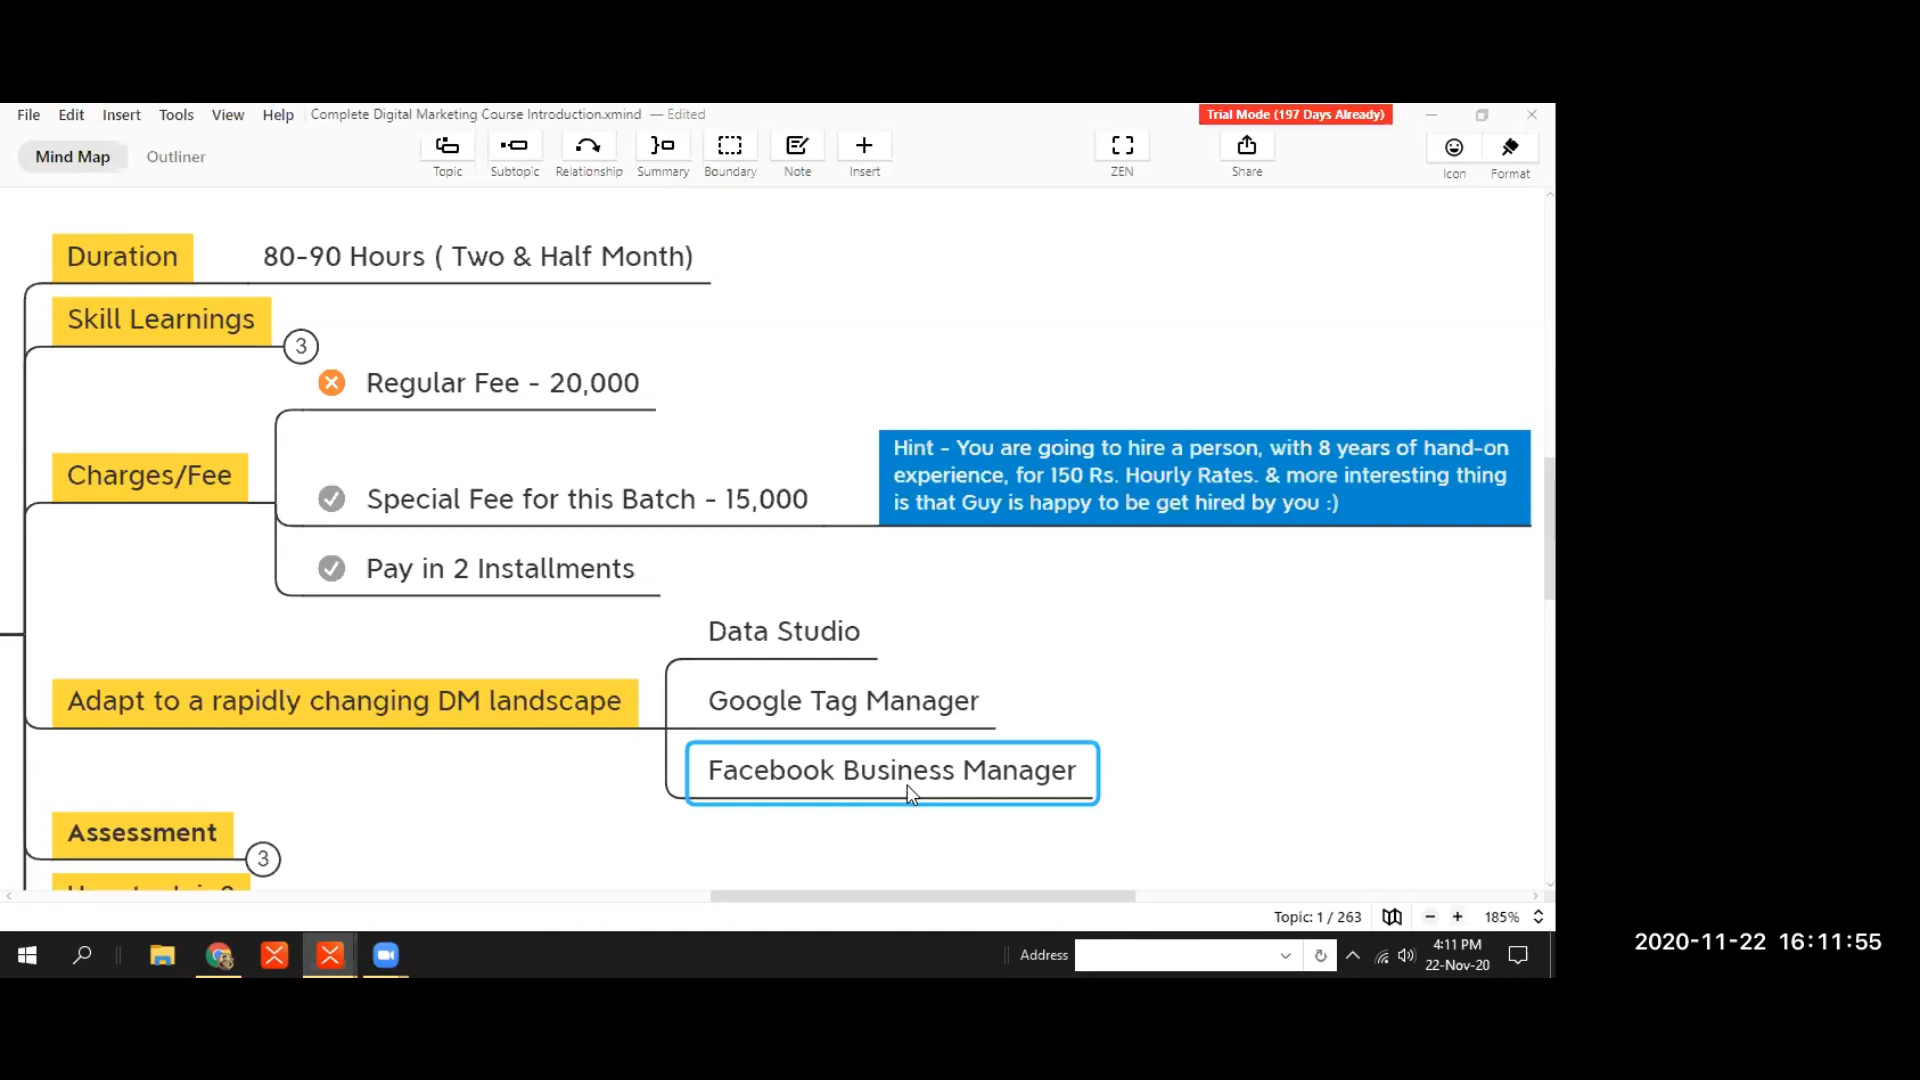 File Edit Insert Tools View Help Complete Digital Marketing Course Introduction.xmind — Edited Trial Mode (197 Days Already)
Mind Map Outliner
Topic Subtopic Relationship Summary Boundary Note Insert ZEN Share Icon Format
Duration 80-90 Hours ( Two & Half Month)
Skill Learnings
3
Regular Fee - 20,000
Charges/Fee
Special Fee for this Batch - 15,000
Hint - You are going to hire a person, with 8 years of hand-on
experience, for 150 Rs. Hourly Rates. & more interesting thing
is that Guy is happy to be get hired by you :)
Pay in 2 Installments
Data Studio
Adapt to a rapidly changing DM landscape Google Tag Manager
Facebook Business Manager
Assessment
3
Topic: 1 / 263 185%
Address
4:11 PM
22-Nov-20
2020-11-22 16:11:55